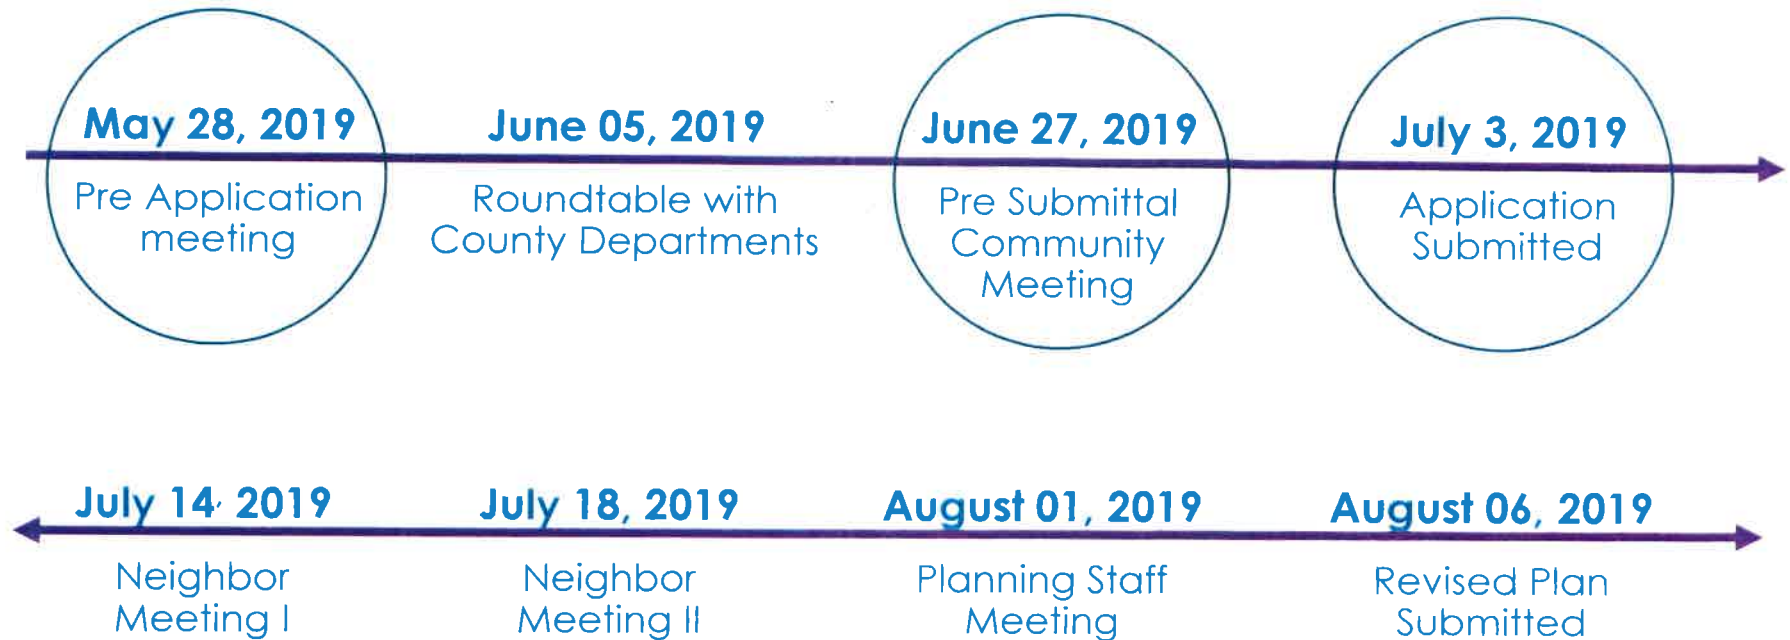 May 28, 2019
Pre Application
meeting
June 05, 2019
Roundtable with
County Departments
June 27, 2019
Pre Submittal
Community
Meeting
July 3, 2019
Application
Submitted
July 14, 2019
Neighbor
Meeting I
July 18, 2019
Neighbor
Meeting II
August 01, 2019
Planning Staff
Meeting
August 06, 2019
Revised Plan
Submitted